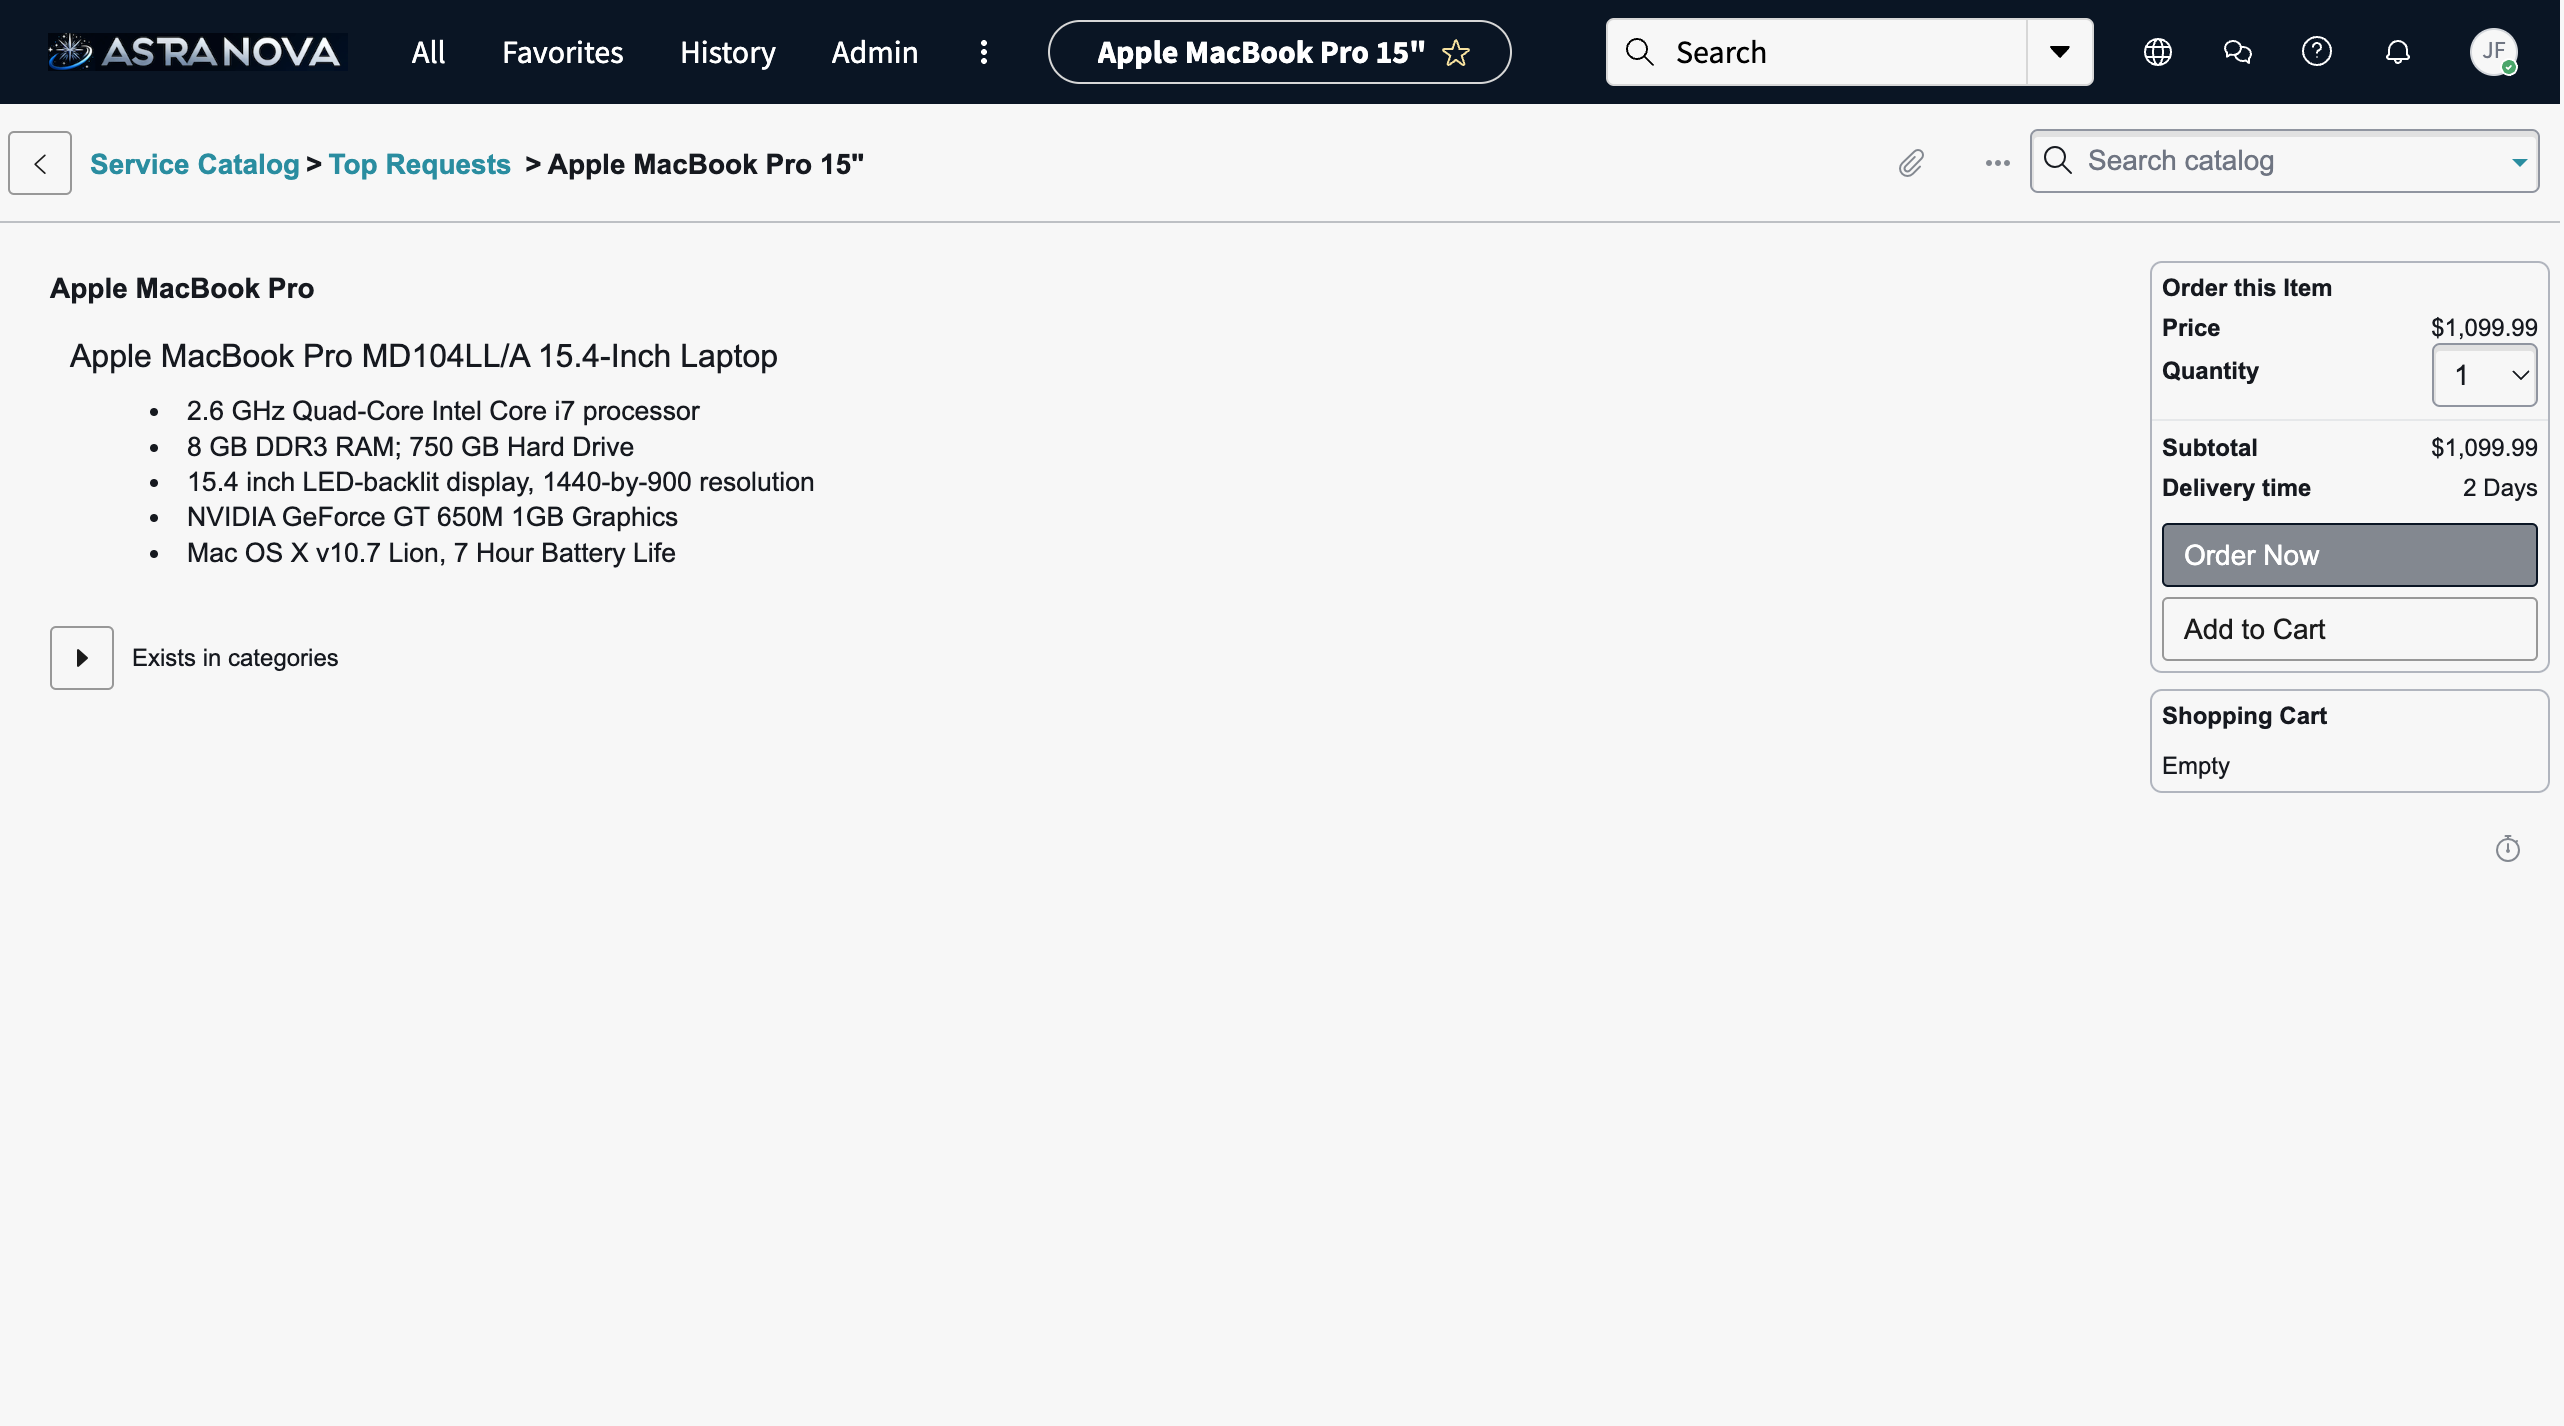 ASTRANOVA All Favorites History Admin Apple MacBook Pro 15" Search JF
Service Catalog > Top Requests > Apple MacBook Pro 15" Search catalog
Apple MacBook Pro
Apple MacBook Pro MD104LL/A 15.4-Inch Laptop
• 2.6 GHz Quad-Core Intel Core i7 processor
• 8 GB DDR3 RAM; 750 GB Hard Drive
• 15.4 inch LED-backlit display, 1440-by-900 resolution
• NVIDIA GeForce GT 650M 1GB Graphics
• Mac OS X v10.7 Lion, 7 Hour Battery Life
Exists in categories
Order this Item
Price $1,099.99
Quantity 1
Subtotal $1,099.99
Delivery time 2 Days
Order Now
Add to Cart
Shopping Cart
Empty